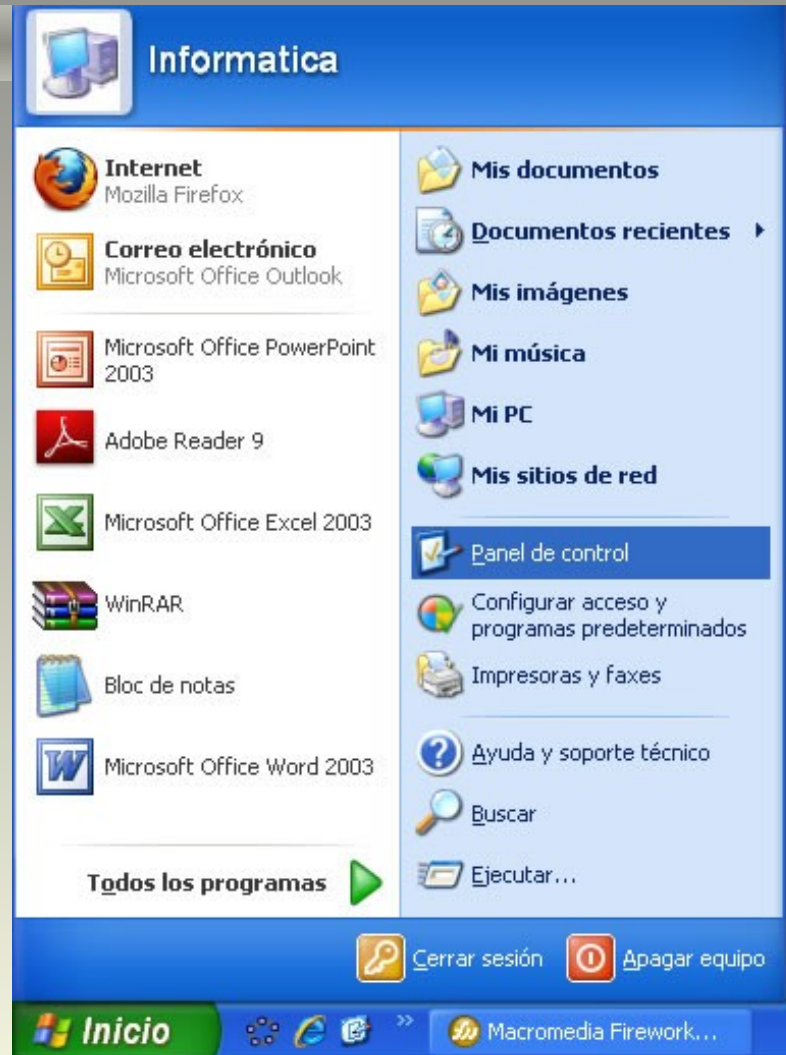 Informatica
Internet
Mozilla Firefox
Correo electrónico
Microsoft Office Outlook
Microsoft Office PowerPoint
2003
Adobe Reader 9
Microsoft Office Excel 2003
WinRAR
Bloc de notas
Microsoft Office Word 2003
Todos los programas
Mis documentos
Documentos recientes
Mis imágenes
Mi música
Mi PC
Mis sitios de red
Panel de control
Configurar acceso y
programas predeterminados
Impresoras y faxes
Ayuda y soporte técnico
Buscar
Ejecutar...
Cerrar sesión
Apagar equipo
Inicio
Macromedia Firework...